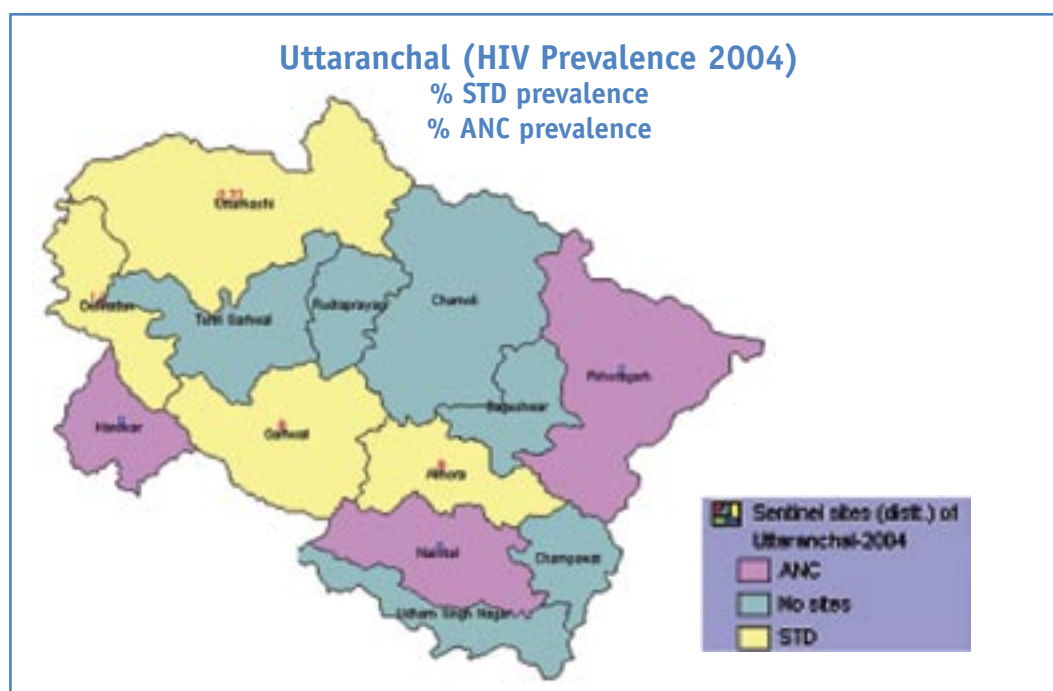 Uttaranchal (HIV Prevalence 2004)
% STD prevalence
% ANC prevalence
Uttarkashi
Tehri Garhwal
Rudraprayag
Chamoli
Pithoragarh
Bageshwar
Haridwar
Garhwal
0
Almora
Nainital
Champawat
Udham Singh Nagar
Sentinel sites (distt.) of
Uttaranchal-2004
ANC
No sites
STD